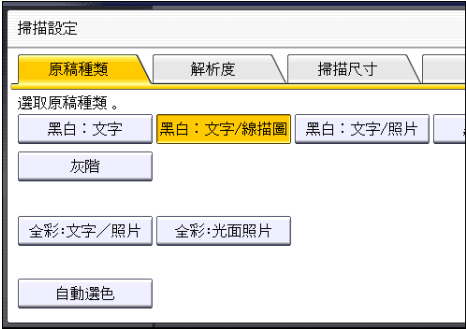 掃描設定
原稿種類 解析度 掃描尺寸
選取原稿種類。
黑白：文字 黑白：文字/線描圖 黑白：文字/照片
灰階
全彩:文字／照片 全彩:光面照片
自動選色